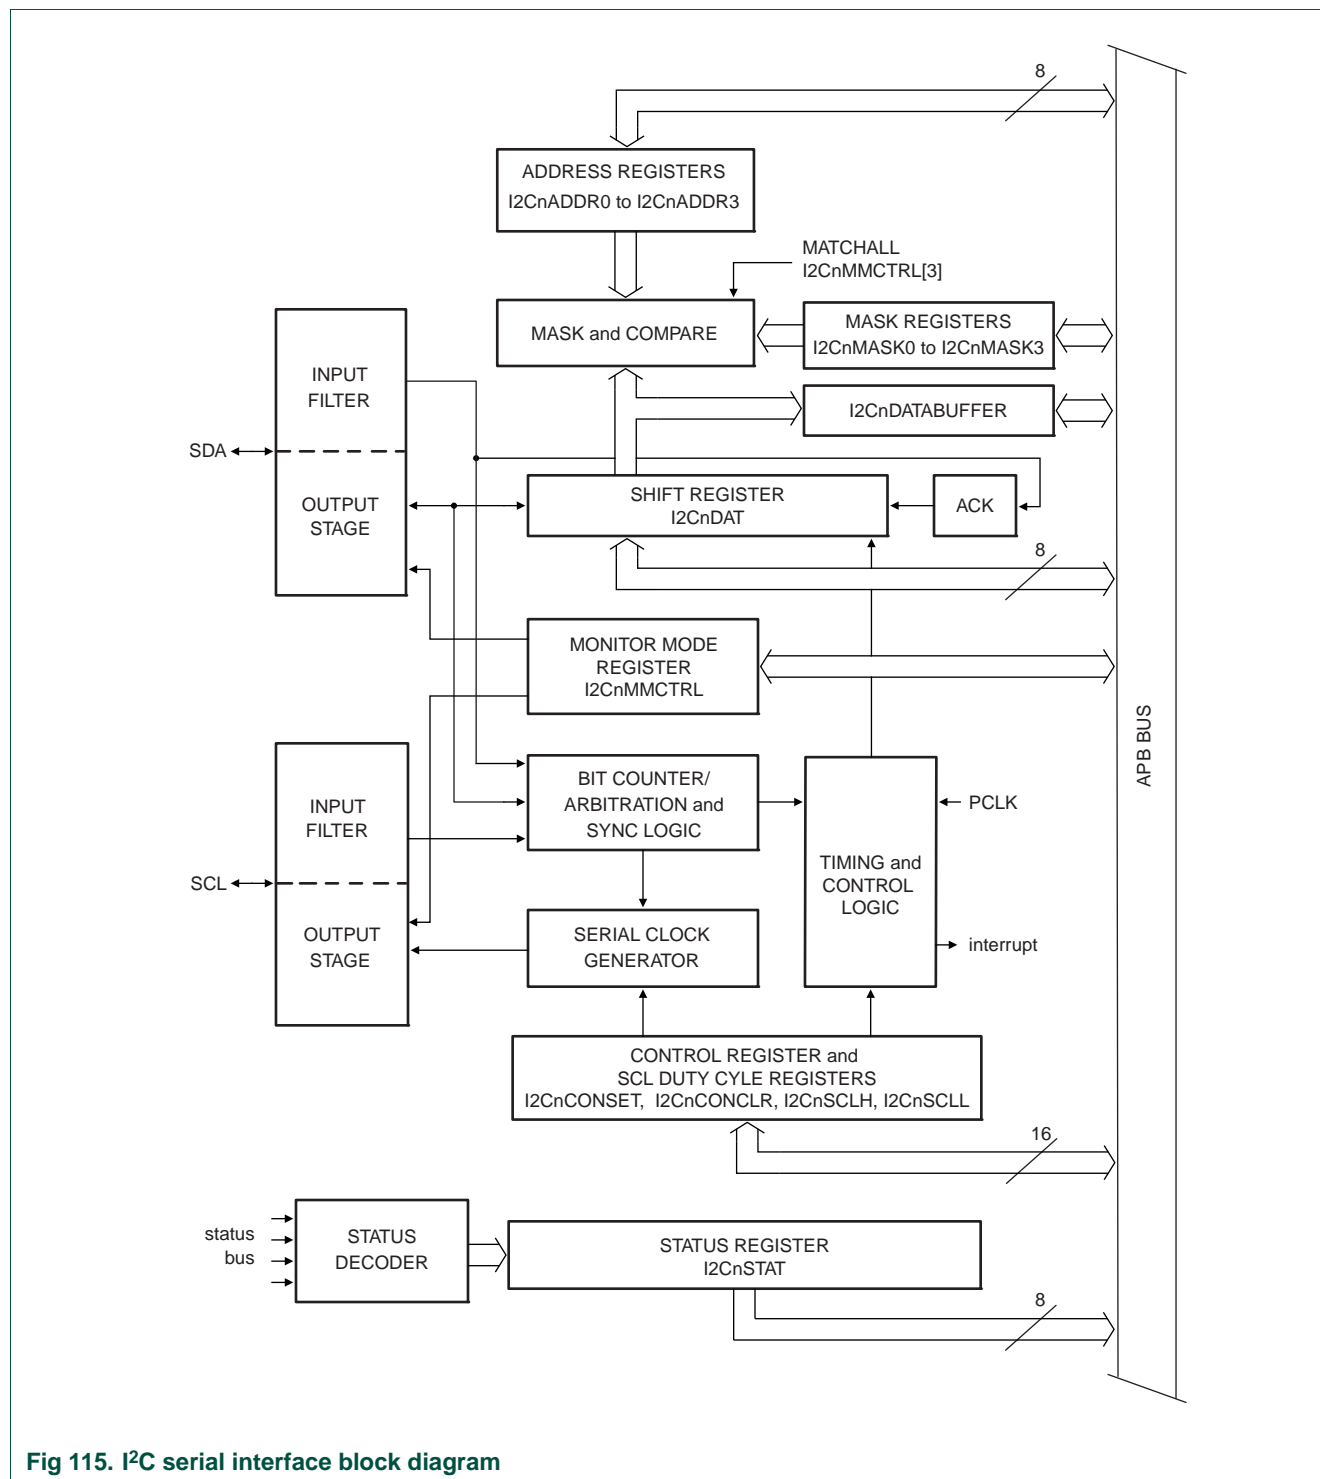 8
ADDRESS REGISTERS
I2CnADDR0 to I2CnADDR3
MATCHALL
I2CnMMCTRL[3]
MASK and COMPARE
MASK REGISTERS
I2CnMASK0 to I2CnMASK3
INPUT
FILTER
I2CnDATABUFFER
SDA
OUTPUT
STAGE
SHIFT REGISTER
I2CnDAT
ACK
8
MONITOR MODE
REGISTER
I2CnMMCTRL
APB BUS
INPUT
FILTER
BIT COUNTER/
ARBITRATION and
SYNC LOGIC
PCLK
TIMING and
CONTROL
LOGIC
SCL
OUTPUT
STAGE
SERIAL CLOCK
GENERATOR
interrupt
CONTROL REGISTER and
SCL DUTY CYLE REGISTERS
I2CnCONSET, I2CnCONCLR, I2CnSCLH, I2CnSCLL
16
status
bus
STATUS
DECODER
STATUS REGISTER
I2CnSTAT
8
Fig 115. I²C serial interface block diagram